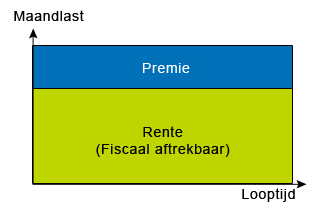 Maandlast
Premie
Rente
(Fiscaal aftrekbaar)
Looptijd